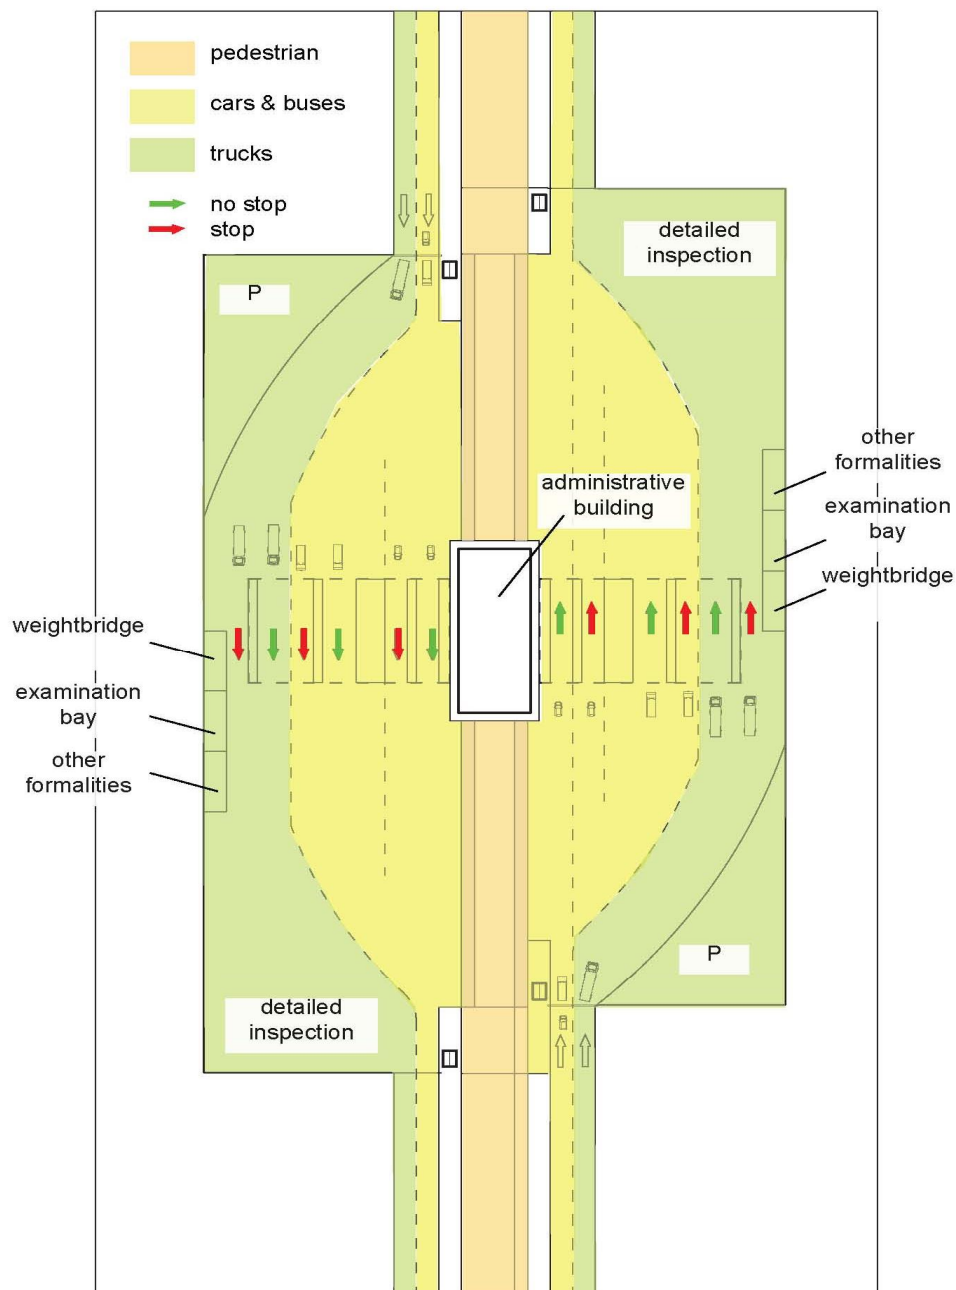 pedestrian
cars & buses
trucks
no stop
stop
detailed
inspection
P
other
formalities
administrative
building
examination
bay
weightbridge
weightbridge
examination
bay
other
formalities
P
detailed
inspection